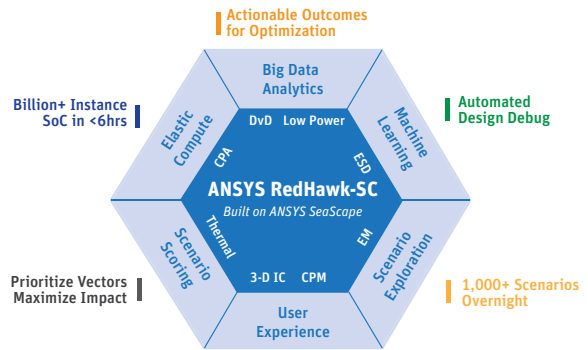 Actionable Outcomes
for Optimization
Big Data
Analytics
Billion+ Instance
SoC in <6hrs
Elastic
Compute
Machine
Learning
Automated
Design Debug
DvD Low Power
CPA
ESD
ANSYS RedHawk-SC
Built on ANSYS SeaScape
Thermal
EM
3-D IC CPM
Scenario
Scoring
Scenario
Exploration
Prioritize Vectors
Maximize Impact
1,000+ Scenarios
Overnight
User
Experience